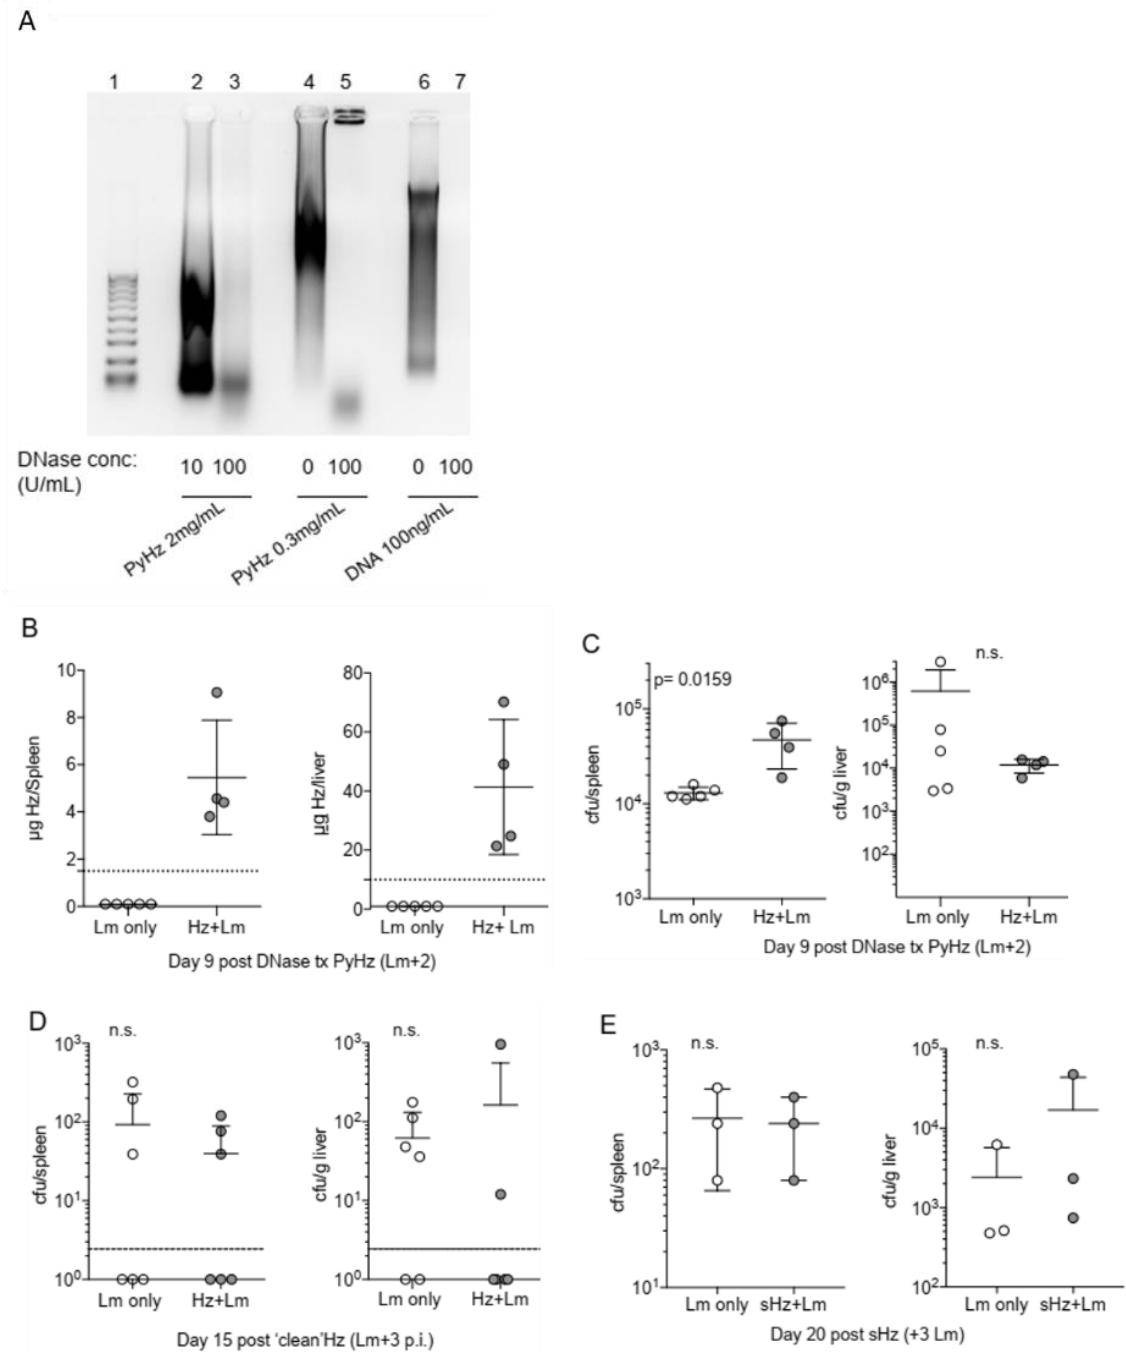 A
1 2 3 4 5 6 7
DNase conc:
(U/mL)
10 100 0 100 0 100
PyHz 2mg/mL
PyHz 0.3mg/mL
DNA 100ng/mL
B
10
8
6
4
2
0
µg Hz/Spleen
Lm only Hz+Lm
80
60
40
20
0
µg Hz/liver
Lm only Hz+ Lm
Day 9 post DNase tx PyHz (Lm+2)
C
p= 0.0159
10⁵
10⁴
10³
cfu/spleen
Lm only Hz+Lm
n.s.
10⁶
10⁵
10⁴
10³
10²
cfu/g liver
Lm only Hz+Lm
Day 9 post DNase tx PyHz (Lm+2)
D
n.s.
10³
10²
10¹
10⁰
cfu/spleen
Lm only Hz+Lm
n.s.
10³
10²
10¹
10⁰
cfu/g liver
Lm only Hz+Lm
Day 15 post ‘clean’Hz (Lm+3 p.i.)
E
n.s.
10³
10²
10¹
cfu/spleen
Lm only sHz+Lm
n.s.
10⁵
10⁴
10³
10²
cfu/g liver
Lm only sHz+Lm
Day 20 post sHz (+3 Lm)